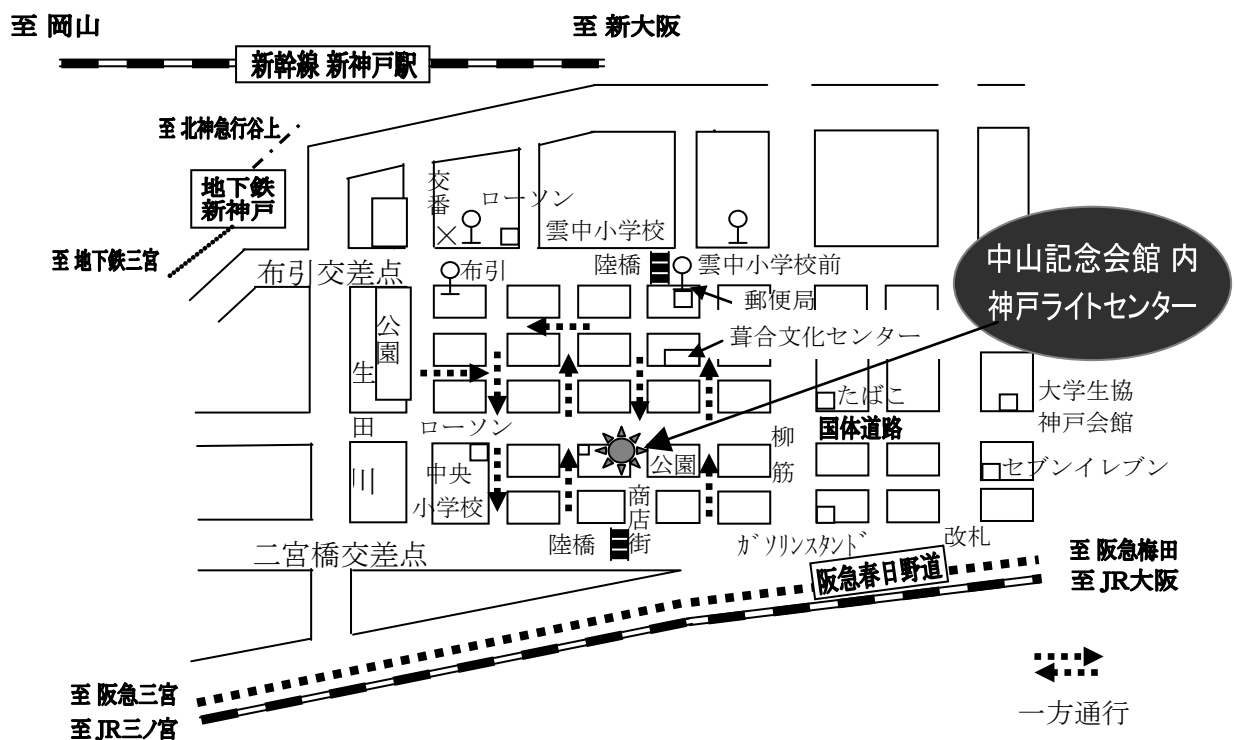 至 岡山
至 新大阪
新幹線 新神戸駅
至 北神急行谷上
地下鉄
新神戸
至 地下鉄三宮
交番
ローソン
雲中小学校
布引交差点
布引
陸橋
雲中小学校前
郵便局
葺合文化センター
中山記念会館 内
神戸ライトセンター
公園
生田川
たばこ
国体道路
大学生協
神戸会館
ローソン
柳筋
公園
セブンイレブン
中央
小学校
商店街
二宮橋交差点
陸橋
ガソリンスタンド
改札
阪急春日野道
至 阪急梅田
至 JR大阪
至 阪急三宮
至 JR三ノ宮
一方通行